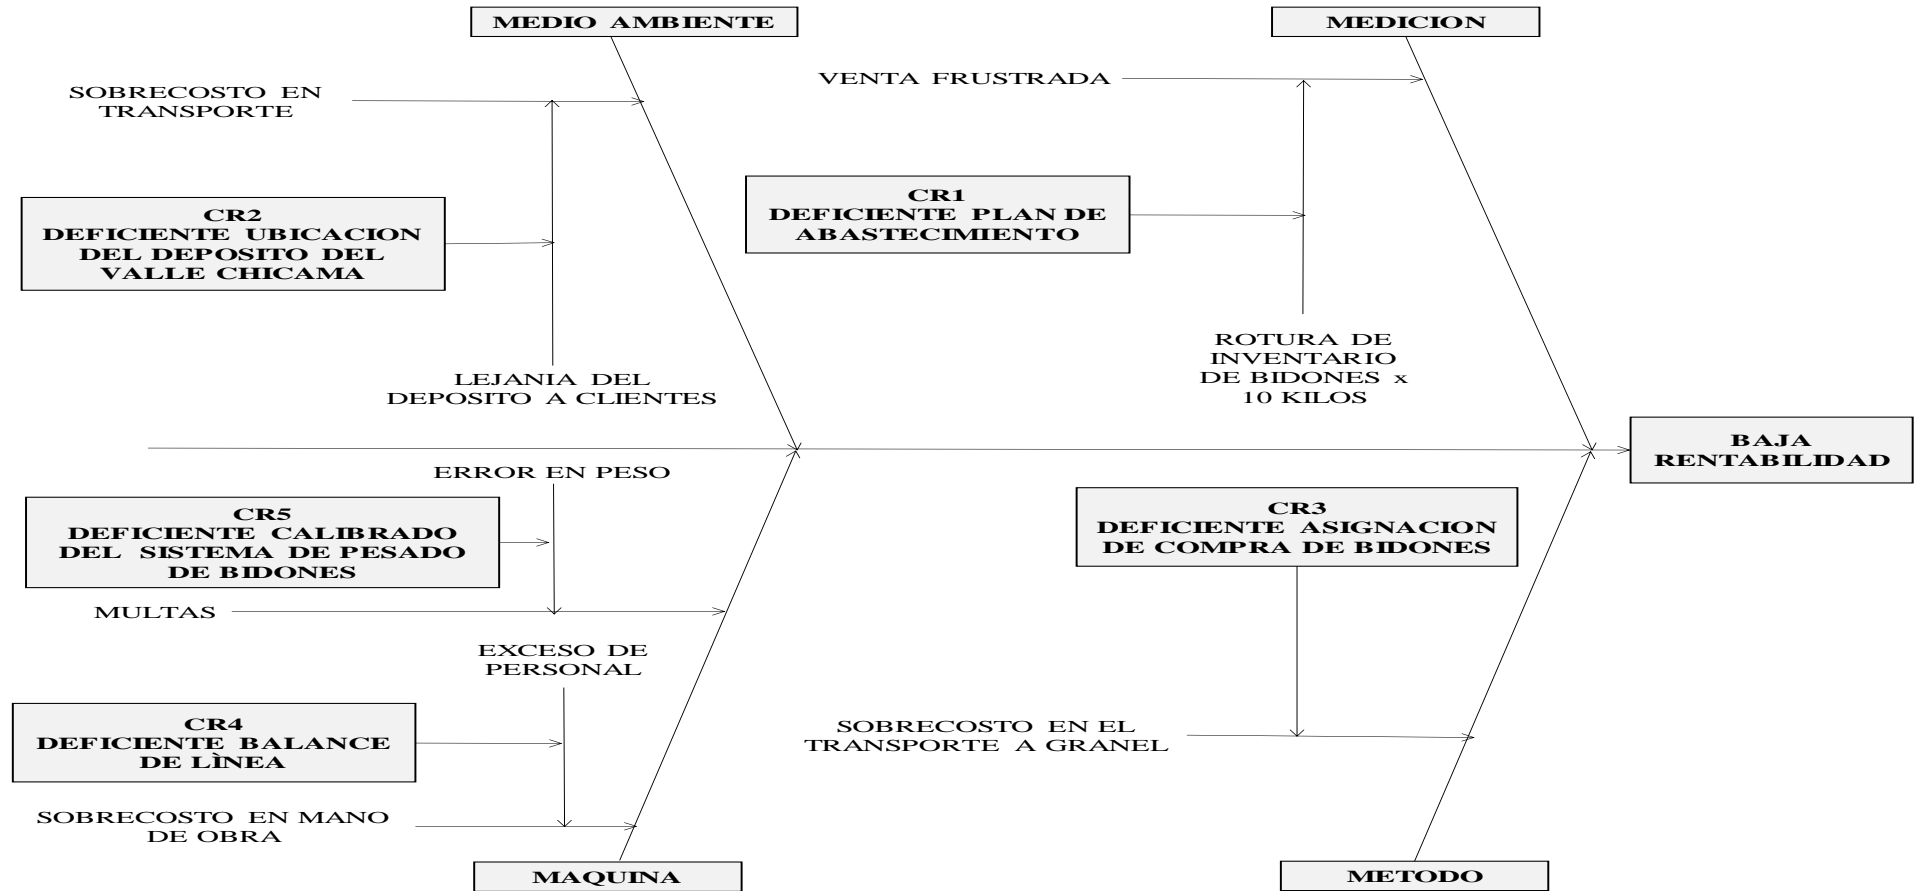 MEDIO AMBIENTE
MEDICION
SOBRECOSTO EN
TRANSPORTE
VENTA FRUSTRADA
CR2
DEFICIENTE UBICACION
DEL DEPOSITO DEL
VALLE CHICAMA
CR1
DEFICIENTE PLAN DE
ABASTECIMIENTO
LEJANIA DEL
DEPOSITO A CLIENTES
ROTURA DE
INVENTARIO
DE BIDONES x
10 KILOS
BAJA
RENTABILIDAD
ERROR EN PESO
CR5
DEFICIENTE CALIBRADO
DEL SISTEMA DE PESADO
DE BIDONES
CR3
DEFICIENTE ASIGNACION
DE COMPRA DE BIDONES
MULTAS
EXCESO DE
PERSONAL
CR4
DEFICIENTE BALANCE
DE LÌNEA
SOBRECOSTO EN EL
TRANSPORTE A GRANEL
SOBRECOSTO EN MANO
DE OBRA
MAQUINA
METODO